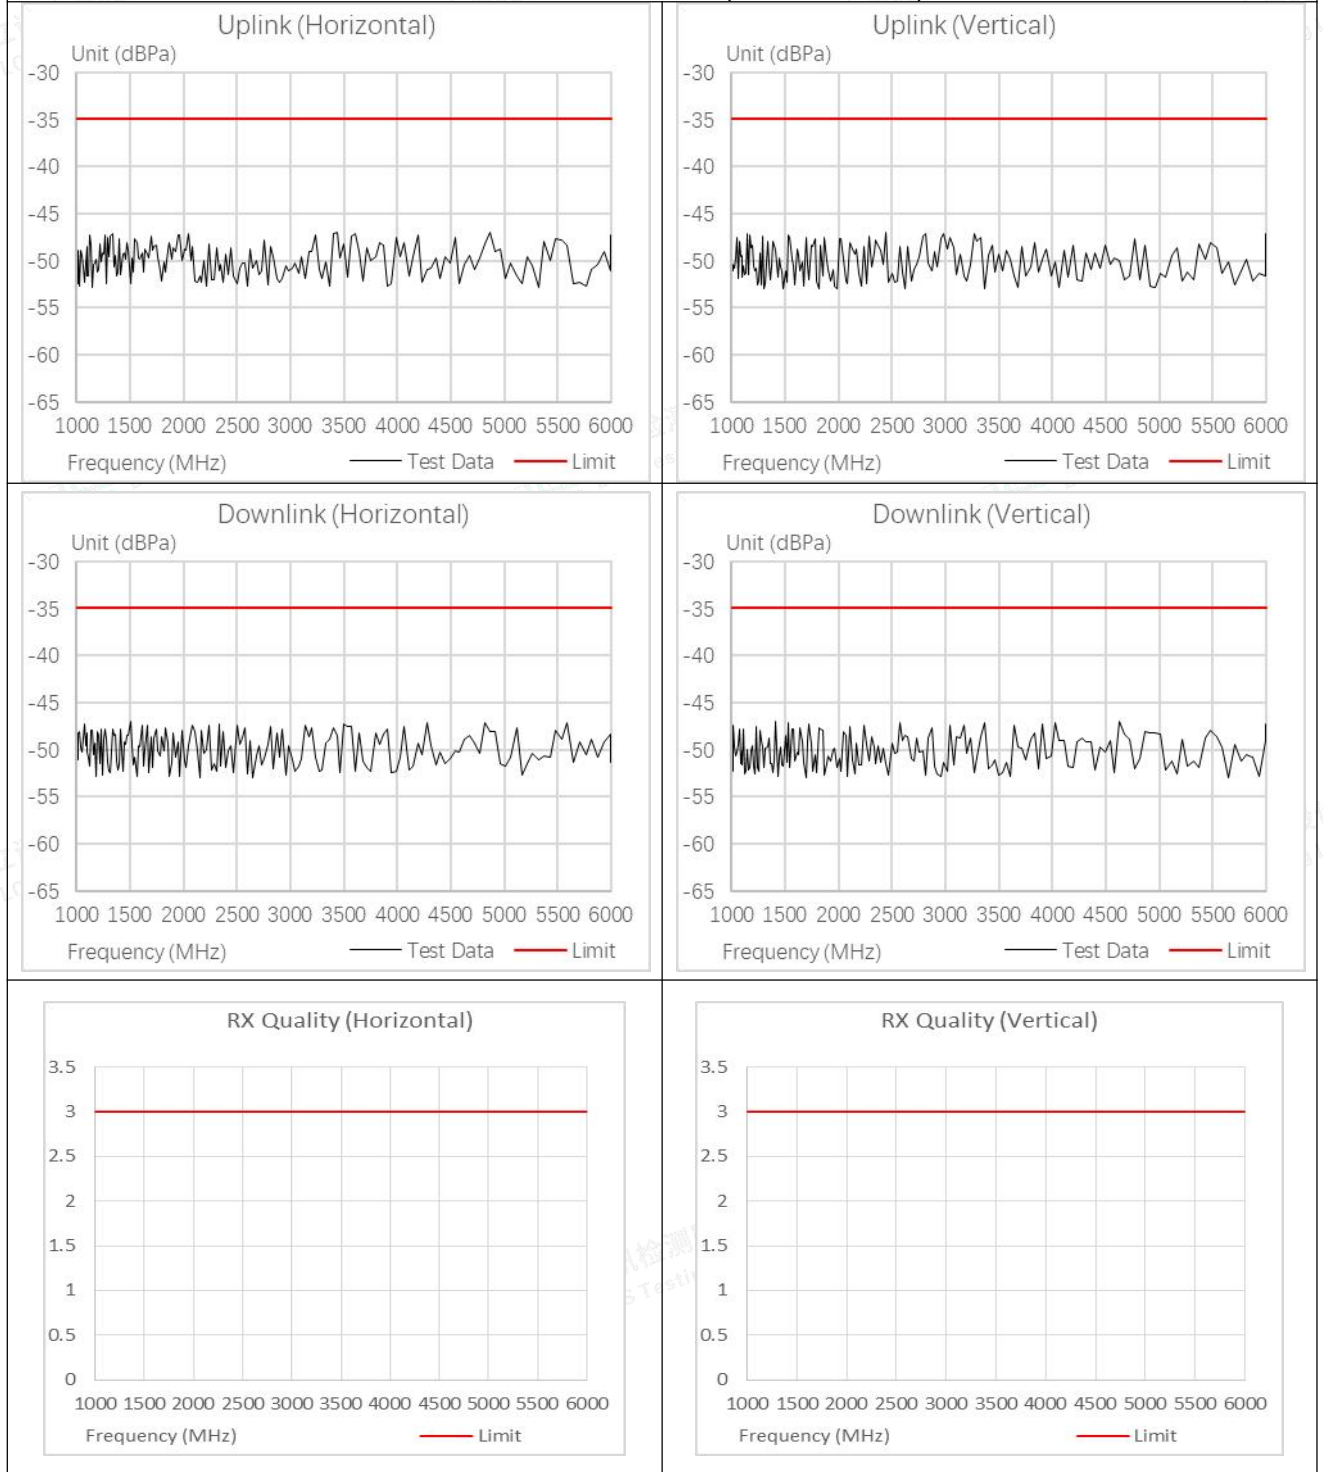 Uplink (Horizontal)
Unit (dBPa)
-30
-35
-40
-45
-50
-55
-60
-65
1000 1500 2000 2500 3000 3500 4000 4500 5000 5500 6000
Frequency (MHz) Test Data Limit
Uplink (Vertical)
Unit (dBPa)
-30
-35
-40
-45
-50
-55
-60
-65
1000 1500 2000 2500 3000 3500 4000 4500 5000 5500 6000
Frequency (MHz) Test Data Limit
Downlink (Horizontal)
Unit (dBPa)
-30
-35
-40
-45
-50
-55
-60
-65
1000 1500 2000 2500 3000 3500 4000 4500 5000 5500 6000
Frequency (MHz) Test Data Limit
Downlink (Vertical)
Unit (dBPa)
-30
-35
-40
-45
-50
-55
-60
-65
1000 1500 2000 2500 3000 3500 4000 4500 5000 5500 6000
Frequency (MHz) Test Data Limit
RX Quality (Horizontal)
3.5
3
2.5
2
1.5
1
0.5
0
1000 1500 2000 2500 3000 3500 4000 4500 5000 5500 6000
Frequency (MHz) Limit
RX Quality (Vertical)
3.5
3
2.5
2
1.5
1
0.5
0
1000 1500 2000 2500 3000 3500 4000 4500 5000 5500 6000
Frequency (MHz) Limit